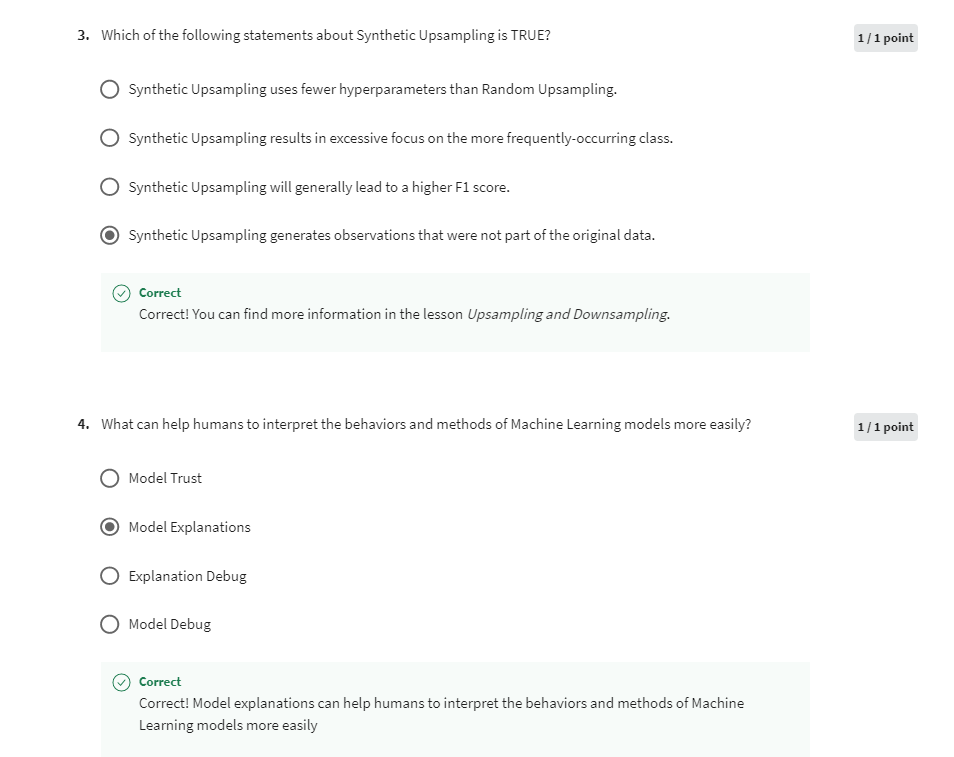 3. Which of the following statements about Synthetic Upsampling is TRUE?
1 / 1 point
Synthetic Upsampling uses fewer hyperparameters than Random Upsampling.
Synthetic Upsampling results in excessive focus on the more frequently-occurring class.
Synthetic Upsampling will generally lead to a higher F1 score.
Synthetic Upsampling generates observations that were not part of the original data.
Correct
Correct! You can find more information in the lesson Upsampling and Downsampling.
4. What can help humans to interpret the behaviors and methods of Machine Learning models more easily?
1 / 1 point
Model Trust
Model Explanations
Explanation Debug
Model Debug
Correct
Correct! Model explanations can help humans to interpret the behaviors and methods of Machine
Learning models more easily